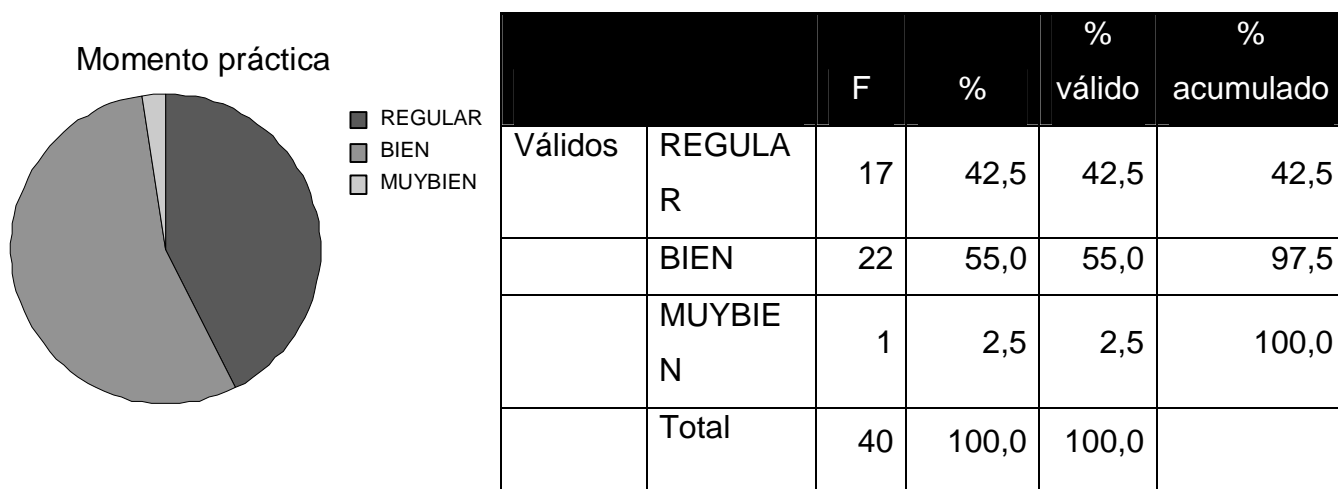 Momento práctica
REGULAR
BIEN
MUYBIEN
F % % válido % acumulado
Válidos REGULA
R 17 42,5 42,5 42,5
BIEN 22 55,0 55,0 97,5
MUYBIE
N 1 2,5 2,5 100,0
Total 40 100,0 100,0